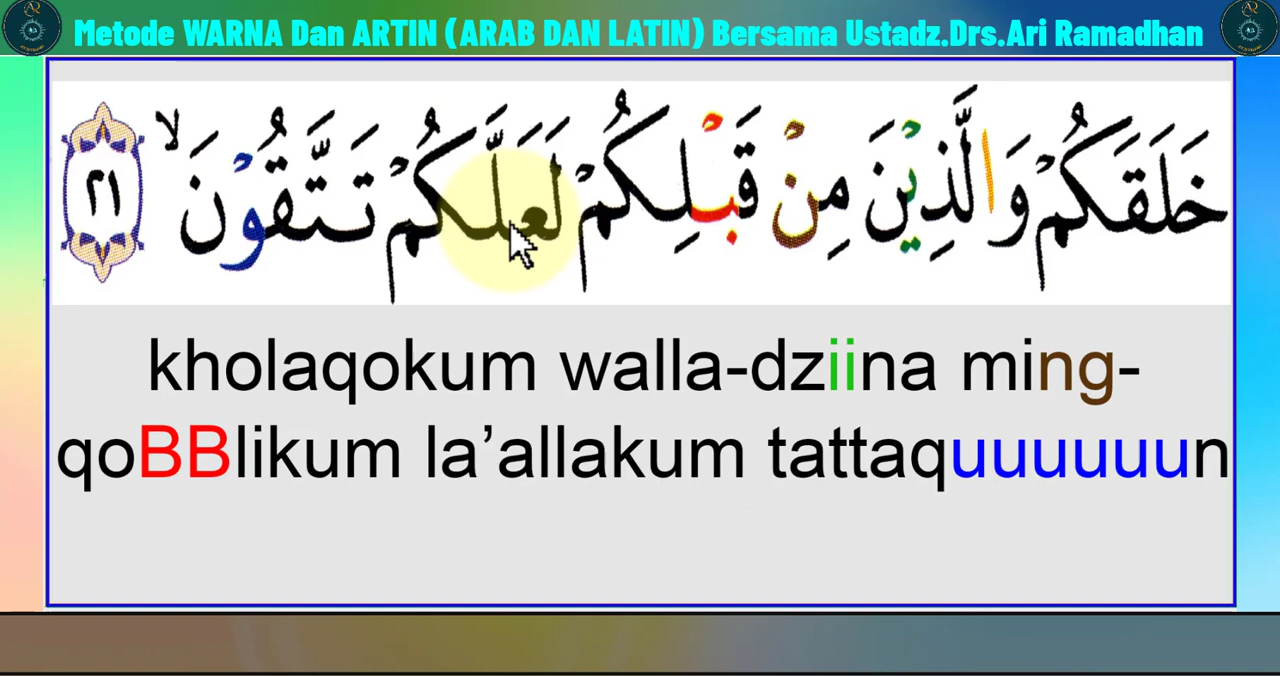 Metode WARNA Dan ARTIN (ARAB DAN LATIN) Bersama Ustadz.Drs.Ari Ramadhan
خَلَقَكُمْ وَالَّذِيْنَ مِنْ قَبْلِكُمْ لَعَلَّكُمْ تَتَّقُوْنَ ۙ ٢١
kholaqokum walla-dziina ming-
qoBBlikum la’allakum tattaquuuuuun